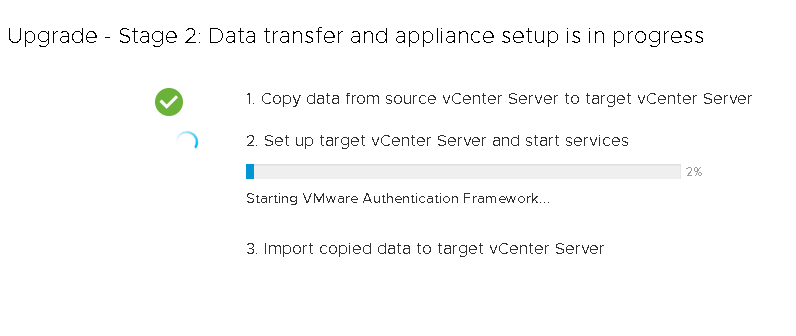 Upgrade - Stage 2: Data transfer and appliance setup is in progress
1. Copy data from source vCenter Server to target vCenter Server
2. Set up target vCenter Server and start services
2%
Starting VMware Authentication Framework...
3. Import copied data to target vCenter Server